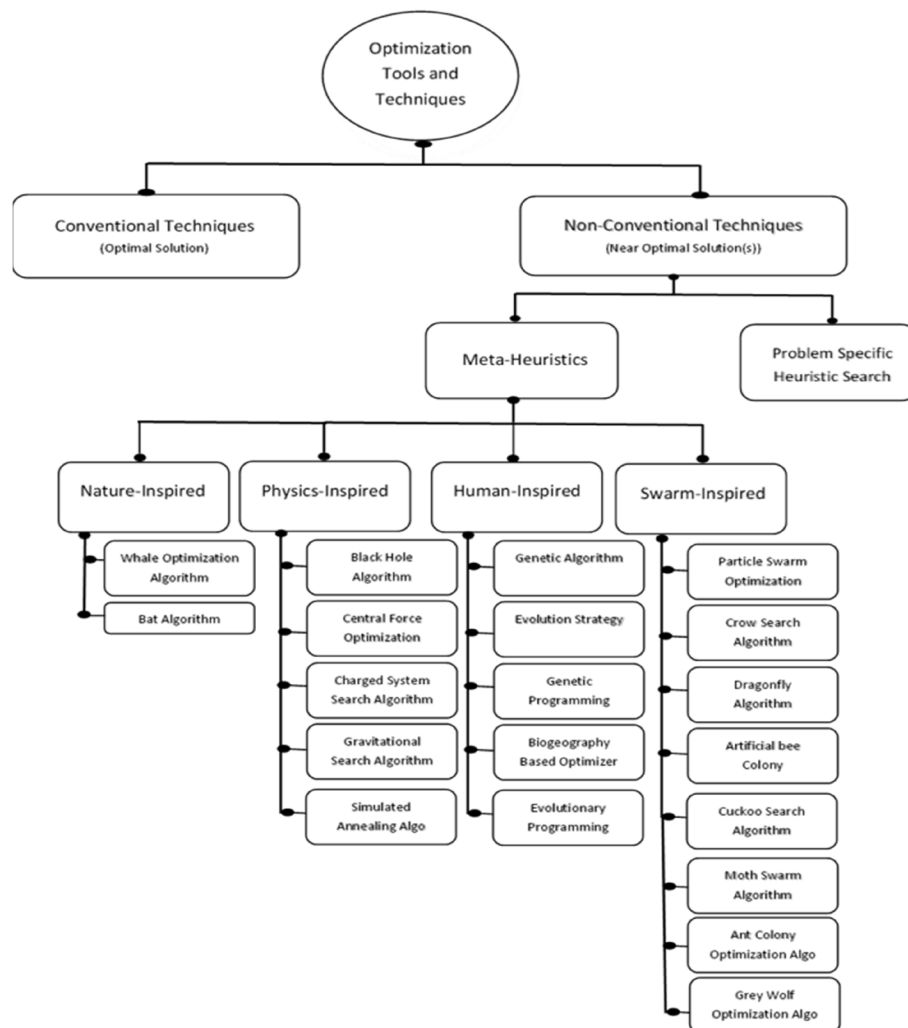 Optimization
Tools and
Techniques
Conventional Techniques
(Optimal Solution)
Non-Conventional Techniques
(Near Optimal Solution(s))
Meta-Heuristics
Problem Specific
Heuristic Search
Nature-Inspired
Physics-Inspired
Human-Inspired
Swarm-Inspired
Whale Optimization
Algorithm
Bat Algorithm
Black Hole
Algorithm
Central Force
Optimization
Charged System
Search Algorithm
Gravitational
Search Algorithm
Simulated
Annealing Algo
Genetic Algorithm
Evolution Strategy
Genetic
Programming
Biogeography
Based Optimizer
Evolutionary
Programming
Particle Swarm
Optimization
Crow Search
Algorithm
Dragonfly
Algorithm
Artificial bee
Colony
Cuckoo Search
Algorithm
Moth Swarm
Algorithm
Ant Colony
Optimization Algo
Grey Wolf
Optimization Algo